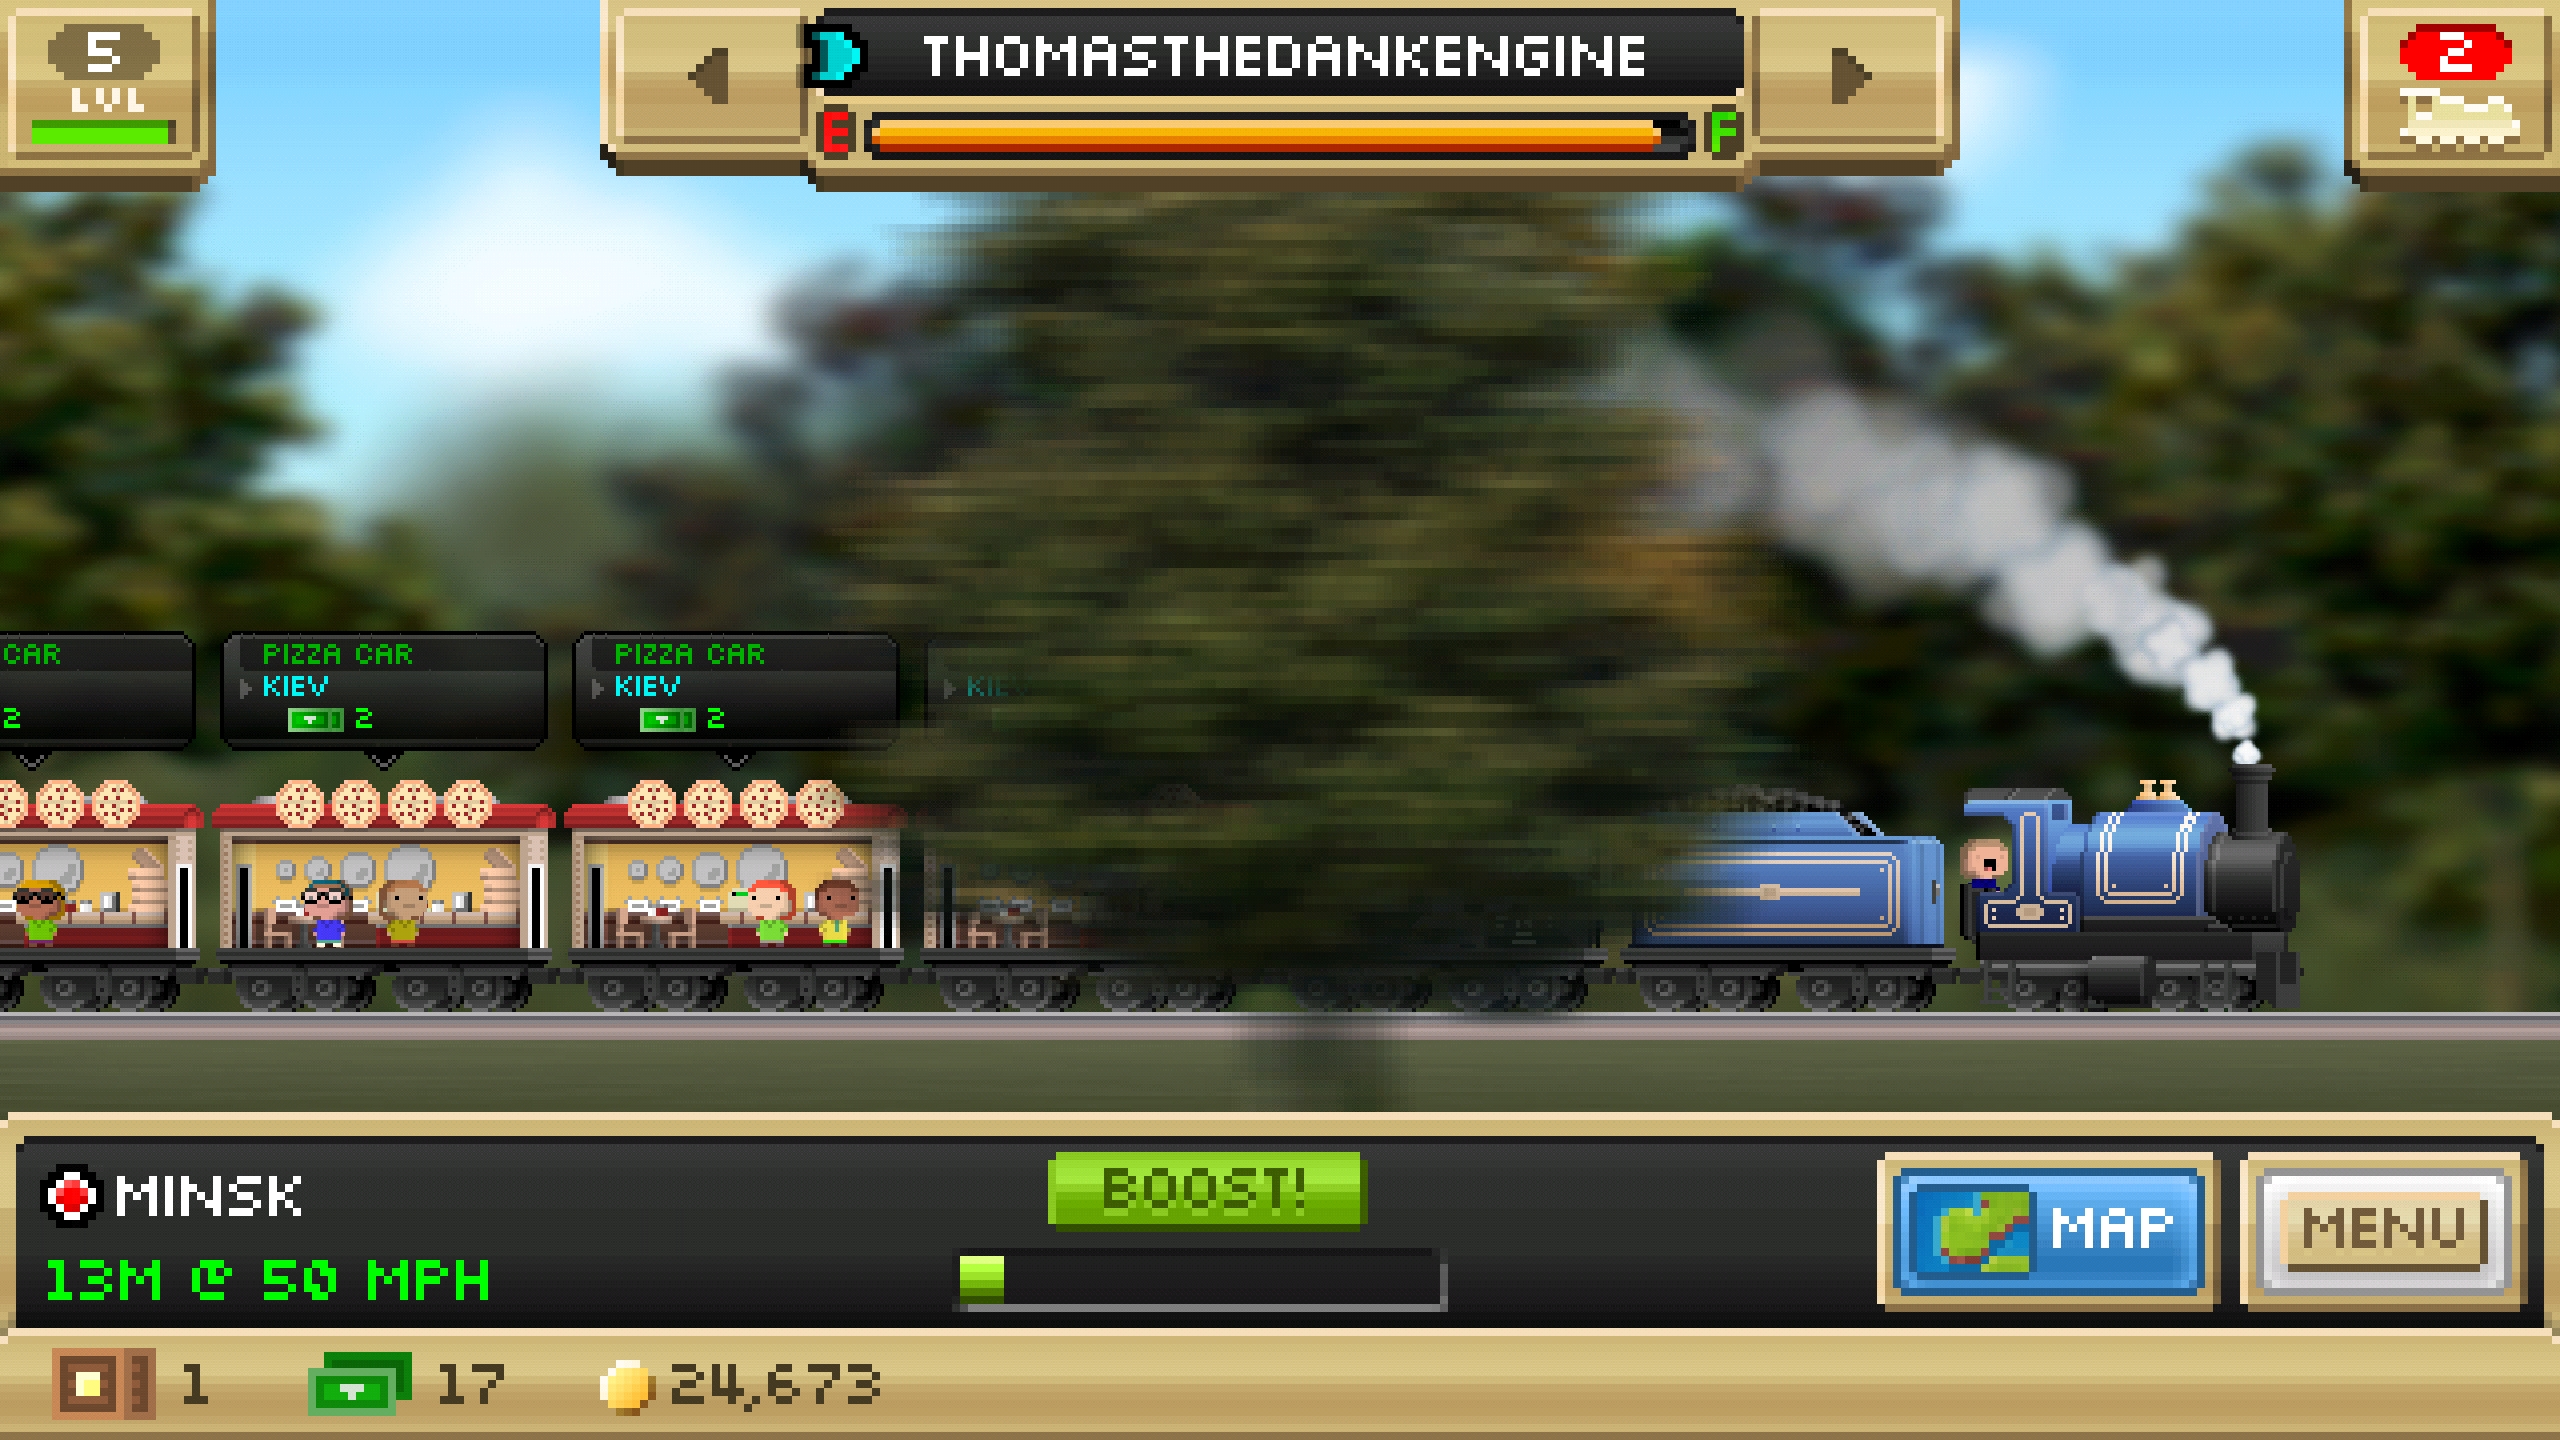 5
LVL
THOMASTHEDANKENGINE
E F
2
CAR
2
PIZZA CAR
KIEV
2
PIZZA CAR
KIEV
2
MINSK
13M @ 50 MPH
BOOST!
MAP
MENU
1 17 24,673